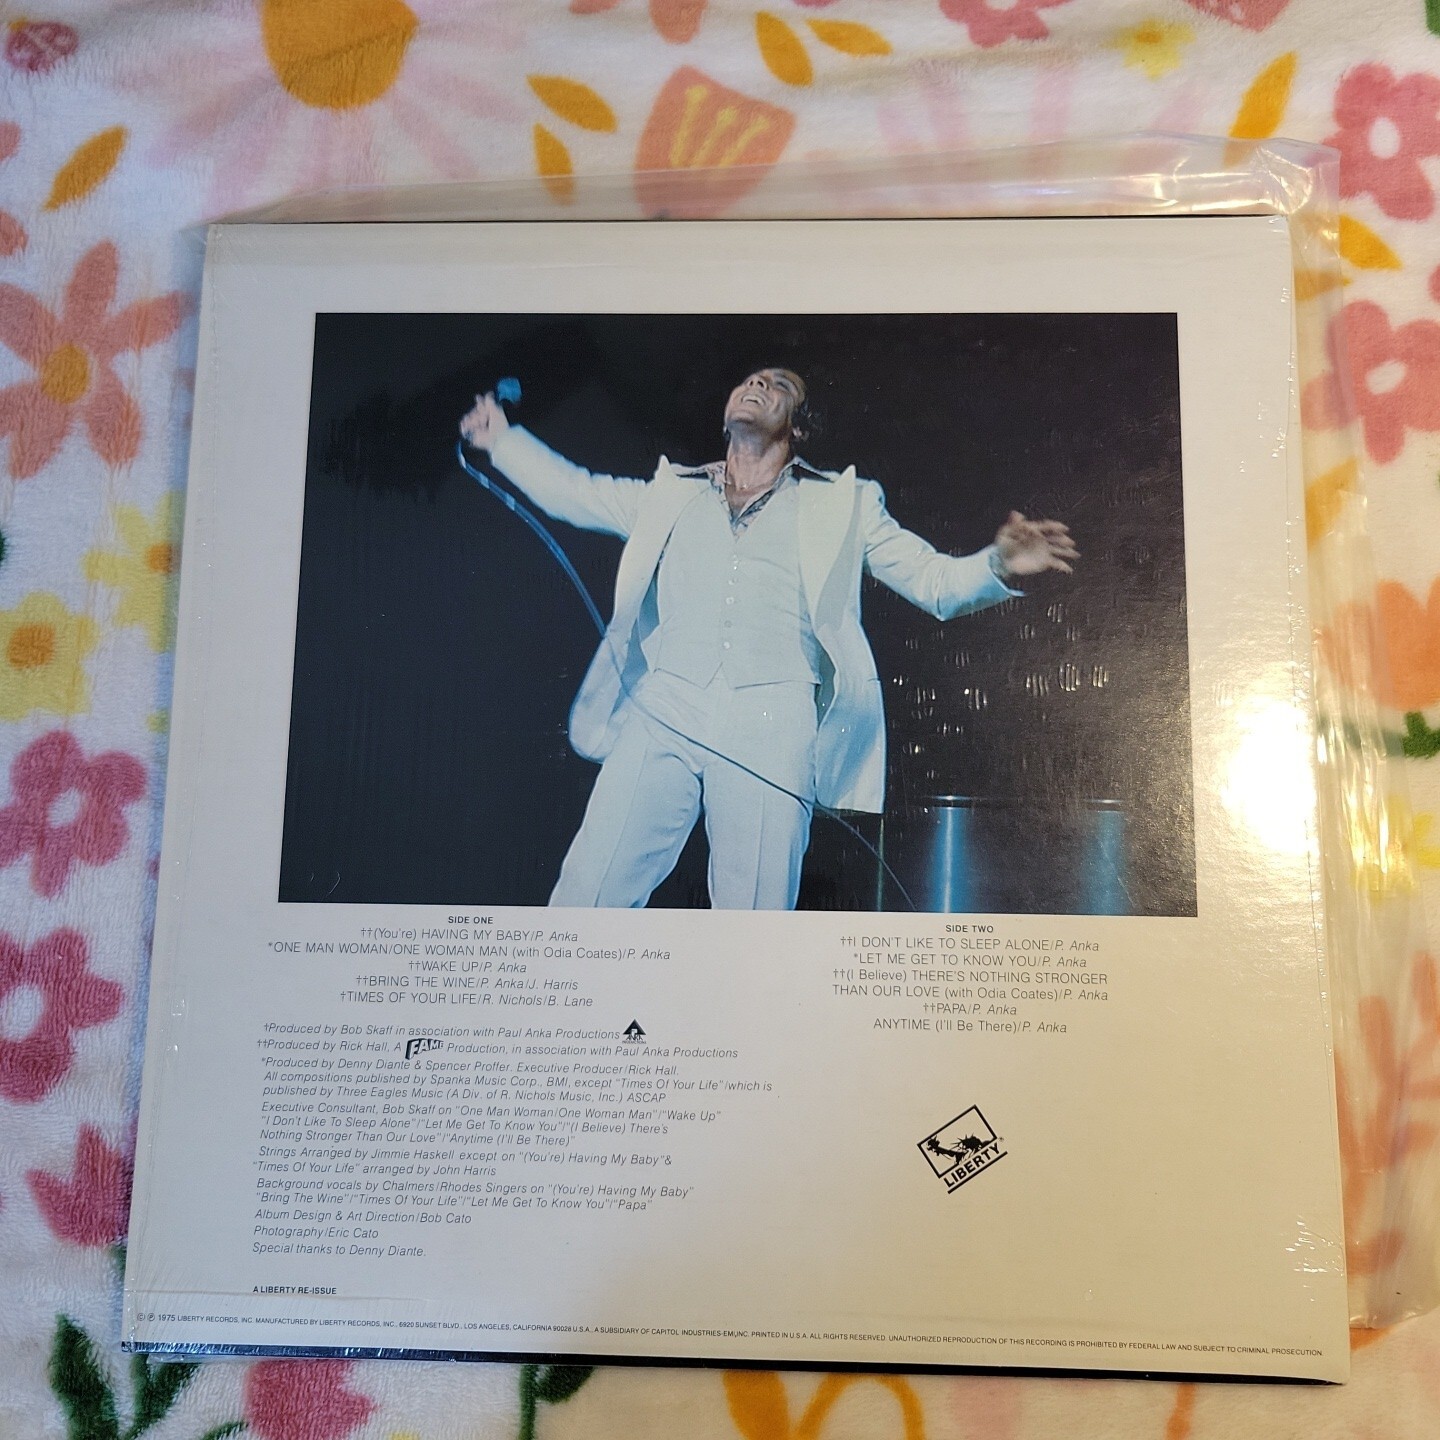 SIDE ONE
††(You're) HAVING MY BABY/P. Anka
*ONE MAN WOMAN/ONE WOMAN MAN (with Odia Coates)/P. Anka
††WAKE UP/P. Anka
††BRING THE WINE/P. Anka/J. Harris
†TIMES OF YOUR LIFE/R. Nichols/B. Lane
SIDE TWO
††I DON'T LIKE TO SLEEP ALONE/P. Anka
*LET ME GET TO KNOW YOU/P. Anka
††(I Believe) THERE'S NOTHING STRONGER
THAN OUR LOVE (with Odia Coates)/P. Anka
††PAPA/P. Anka
ANYTIME (I'll Be There)/P. Anka
†Produced by Bob Skaff in association with Paul Anka Productions
††Produced by Rick Hall, A FAME Production, in association with Paul Anka Productions
*Produced by Denny Diante & Spencer Proffer. Executive Producer/Rick Hall.
All compositions published by Spanka Music Corp., BMI, except "Times Of Your Life"/which is
published by Three Eagles Music (A Div. of R. Nichols Music, Inc.) ASCAP
Executive Consultant, Bob Skaff on "One Man Woman/One Woman Man"/"Wake Up"
"I Don't Like To Sleep Alone"/"Let Me Get To Know You"/"(I Believe) There's
Nothing Stronger Than Our Love"/"Anytime (I'll Be There)"
Strings Arranged by Jimmie Haskell except on "(You're) Having My Baby"&
"Times Of Your Life" arranged by John Harris
Background vocals by Chalmers/Rhodes Singers on "(You're) Having My Baby"
"Bring The Wine"/"Times Of Your Life"/"Let Me Get To Know You"/"Papa"
Album Design & Art Direction/Bob Cato
Photography/Eric Cato
Special thanks to Denny Diante.
LIBERTY®
A LIBERTY RE-ISSUE
© ℗ 1975 LIBERTY RECORDS, INC. MANUFACTURED BY LIBERTY RECORDS, INC., 6920 SUNSET BLVD., LOS ANGELES, CALIFORNIA 90028 U.S.A., A SUBSIDIARY OF CAPITOL INDUSTRIES-EMI, INC. PRINTED IN U.S.A. ALL RIGHTS RESERVED. UNAUTHORIZED REPRODUCTION OF THIS RECORDING IS PROHIBITED BY FEDERAL LAW AND SUBJECT TO CRIMINAL PROSECUTION.